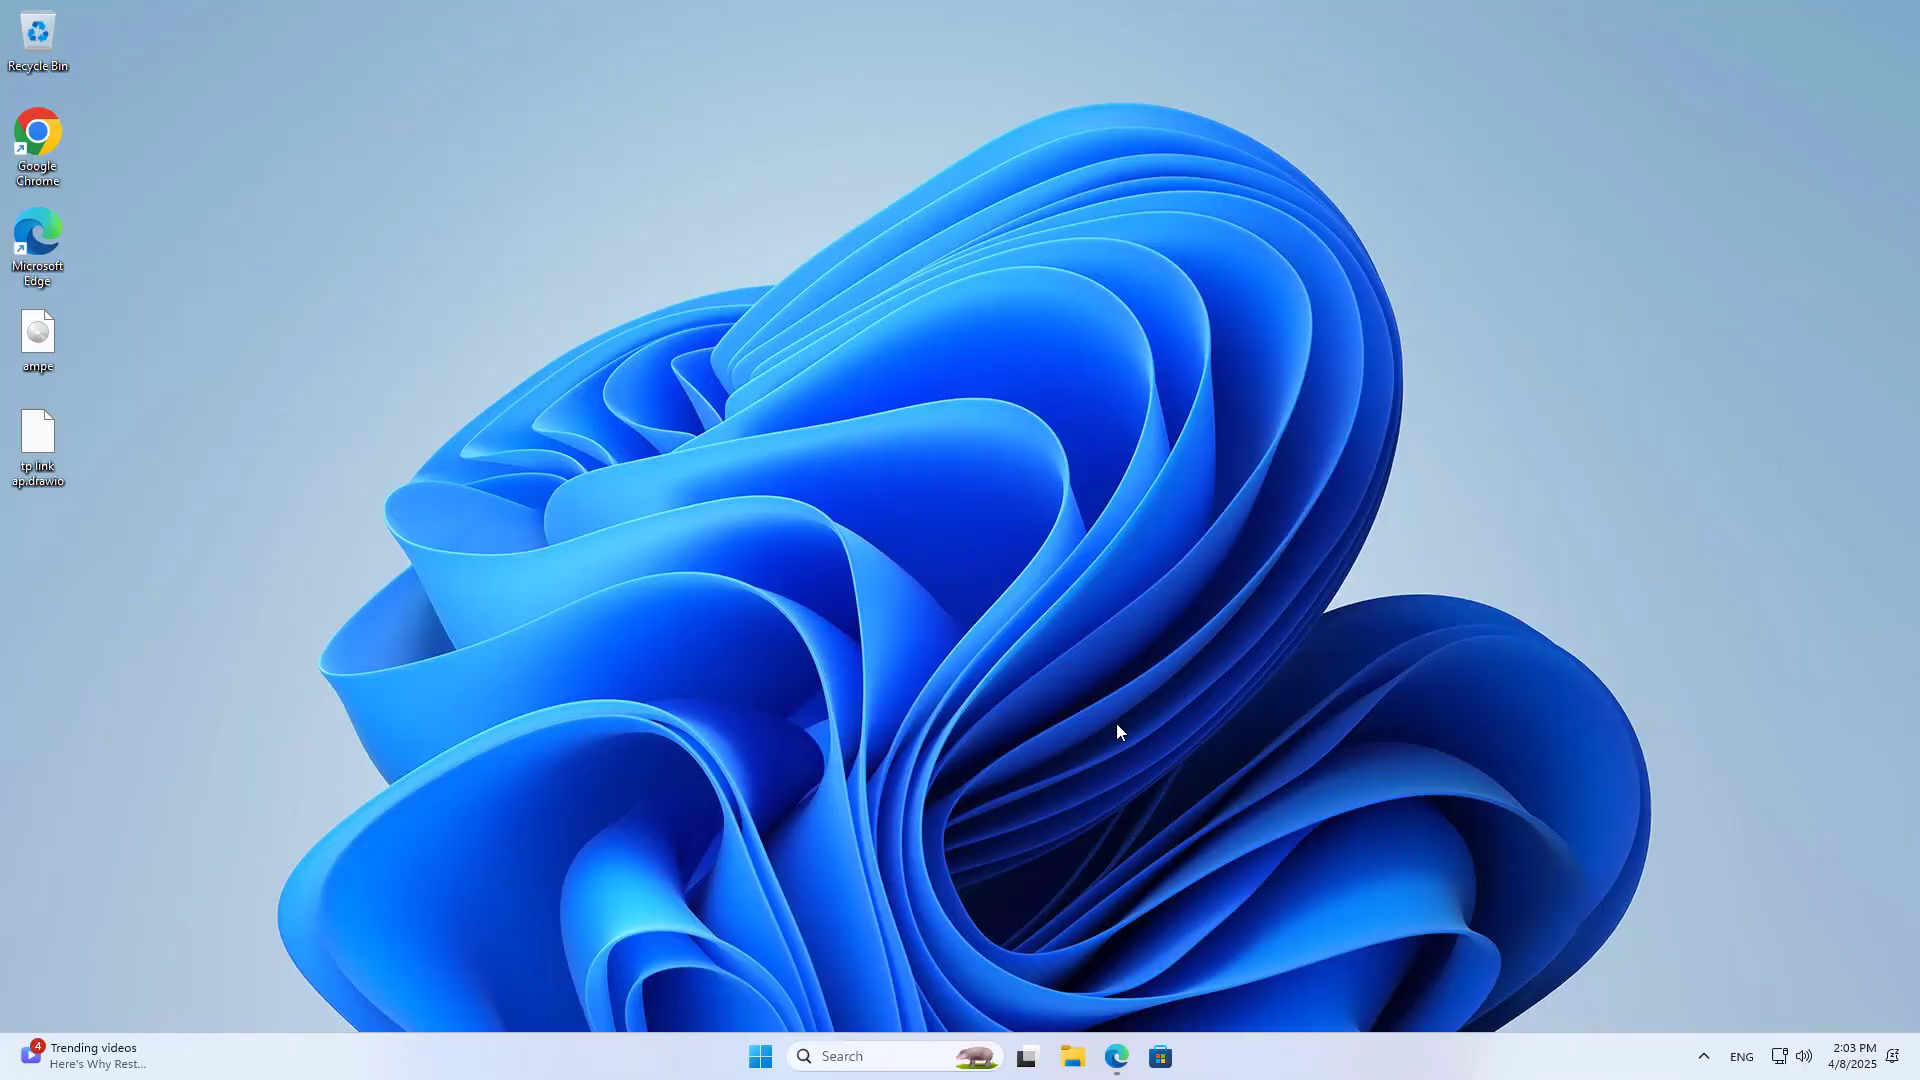 Recycle Bin
Google
Chrome
Microsoft
Edge
ampe
tp link
ap.drawio
4
Trending videos
Here's Why Rest...
Search
ENG
2:03 PM
4/8/2025